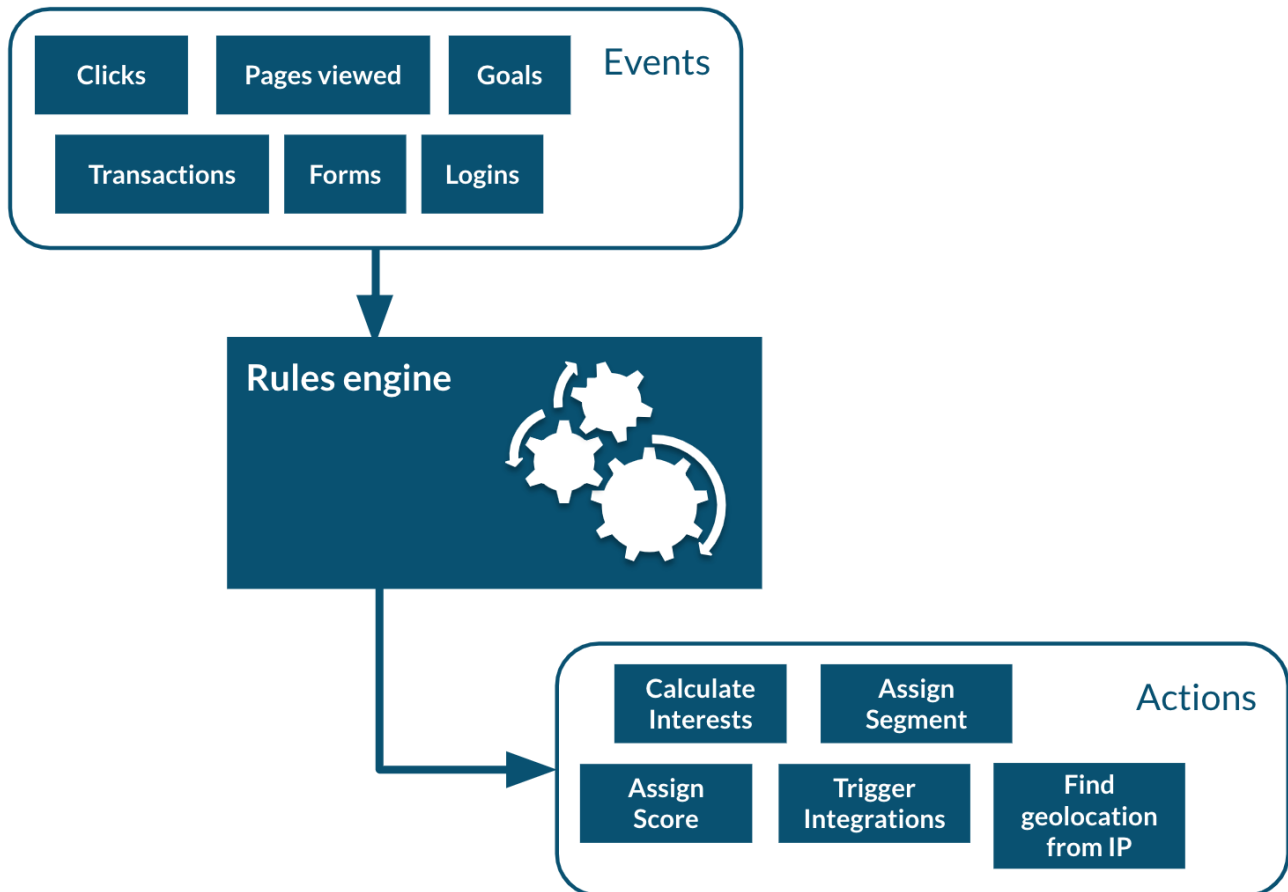 Events
Clicks
Pages viewed
Goals
Transactions
Forms
Logins
Rules engine
Actions
Calculate
Interests
Assign
Segment
Assign
Score
Trigger
Integrations
Find
geolocation
from IP